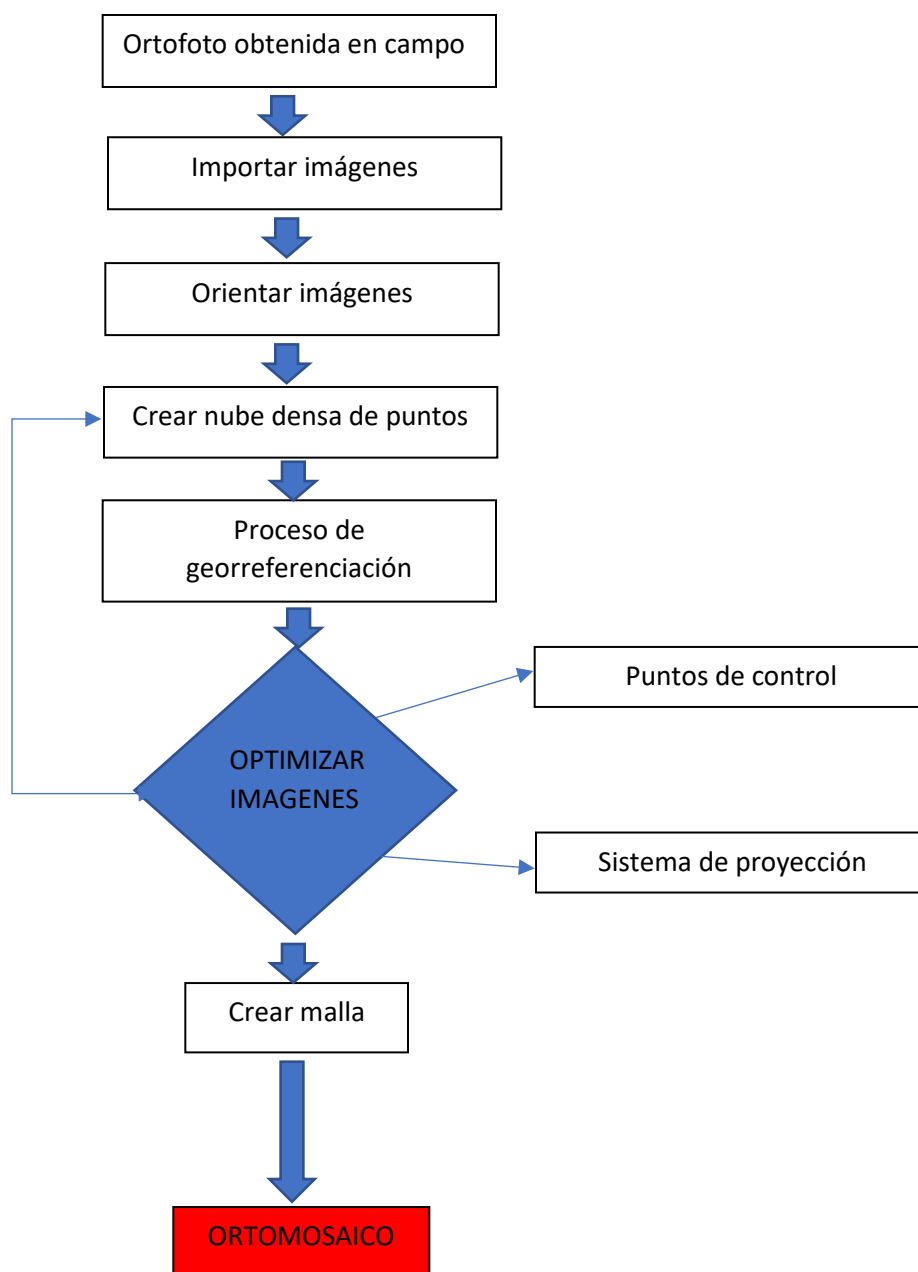 Ortofoto obtenida en campo
Importar imágenes
Orientar imágenes
Crear nube densa de puntos
Proceso de
georreferenciación
OPTIMIZAR
IMAGENES
Puntos de control
Sistema de proyección
Crear malla
ORTOMOSAICO